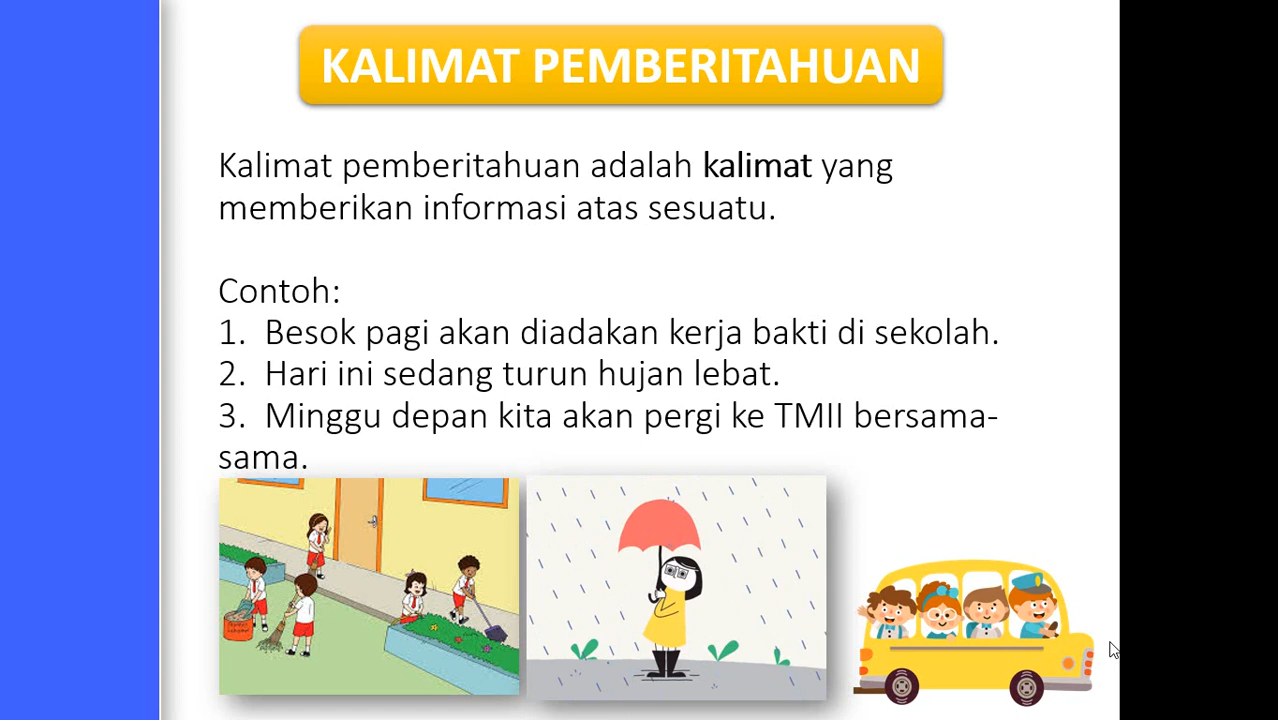 KALIMAT PEMBERITAHUAN
Kalimat pemberitahuan adalah kalimat yang
memberikan informasi atas sesuatu.
Contoh:
1. Besok pagi akan diadakan kerja bakti di sekolah.
2. Hari ini sedang turun hujan lebat.
3. Minggu depan kita akan pergi ke TMII bersama-
sama.